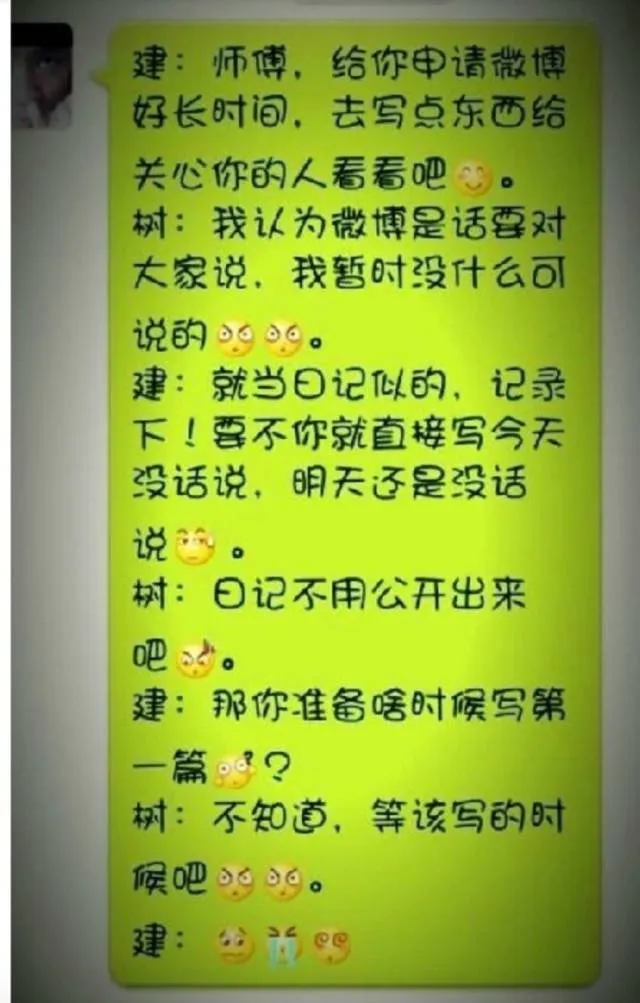 建：师傅，给你申请微博
好长时间，去写点东西给
关心你的人看看吧。
树：我认为微博是话要对
大家说，我暂时没什么可
说的。
建：就当日记似的，记录
下！要不你就直接写今天
没话说，明天还是没话
说。
树：日记不用公开出来
吧。
建：那你准备啥时候写第
一篇？
树：不知道，等该写的时
候吧。
建：